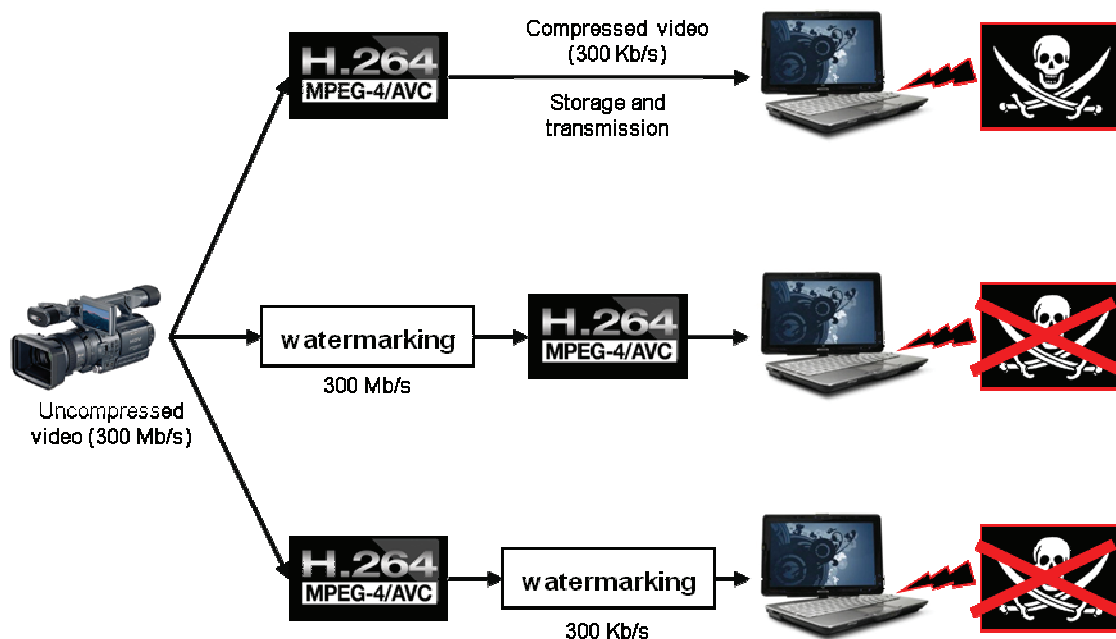 H.264
MPEG-4/AVC
Compressed video
(300 Kb/s)
Storage and
transmission
Uncompressed
video (300 Mb/s)
watermarking
300 Mb/s
H.264
MPEG-4/AVC
H.264
MPEG-4/AVC
watermarking
300 Kb/s